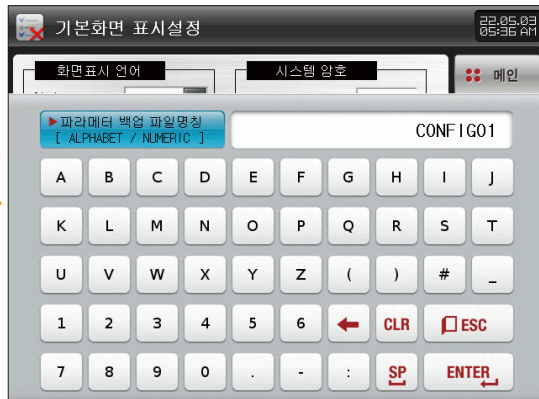 기본화면 표시설정
22.05.03
05:36 AM
화면표시 언어
시스템 암호
메인
▶파라메터 백업 파일명칭
[ ALPHABET / NUMERIC ]
CONFIG01
A B C D E F G H I J
K L M N O P Q R S T
U V W X Y Z ( ) # _
1 2 3 4 5 6 CLR ESC
7 8 9 0 . - : SP ENTER